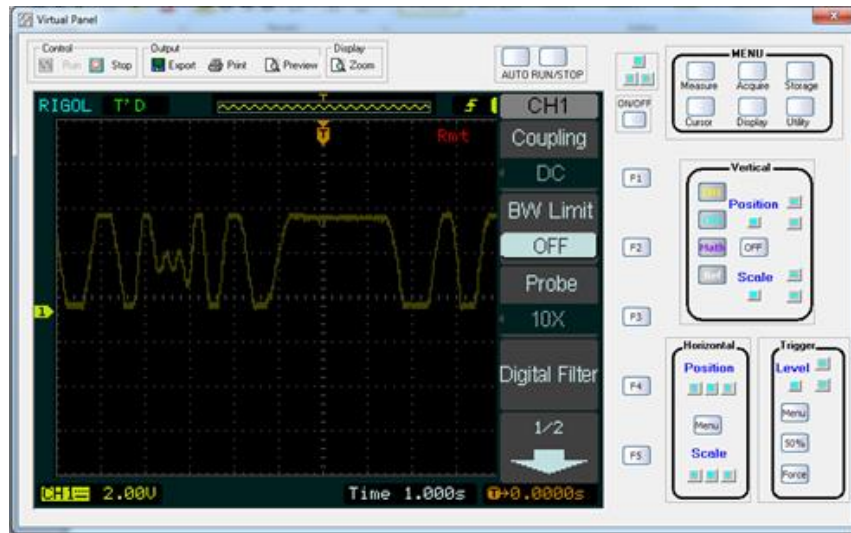 Virtual Panel
Control
Run
Stop
Output
Export
Print
Preview
Display
Zoom
AUTO RUN/STOP
ON/OFF
MENU
Measure
Acquire
Storage
Cursor
Display
Utility
RIGOL T'D
T
Rmt
CH1
Coupling
DC
BW Limit
OFF
Probe
10X
Digital Filter
1/2
F1
F2
F3
F4
F5
Vertical
Position
Math
OFF
Ref
Scale
Horizontal
Position
Menu
Scale
Trigger
Level
Menu
50%
Force
1
CH1 2.00V
Time 1.000s
T→0.0000s